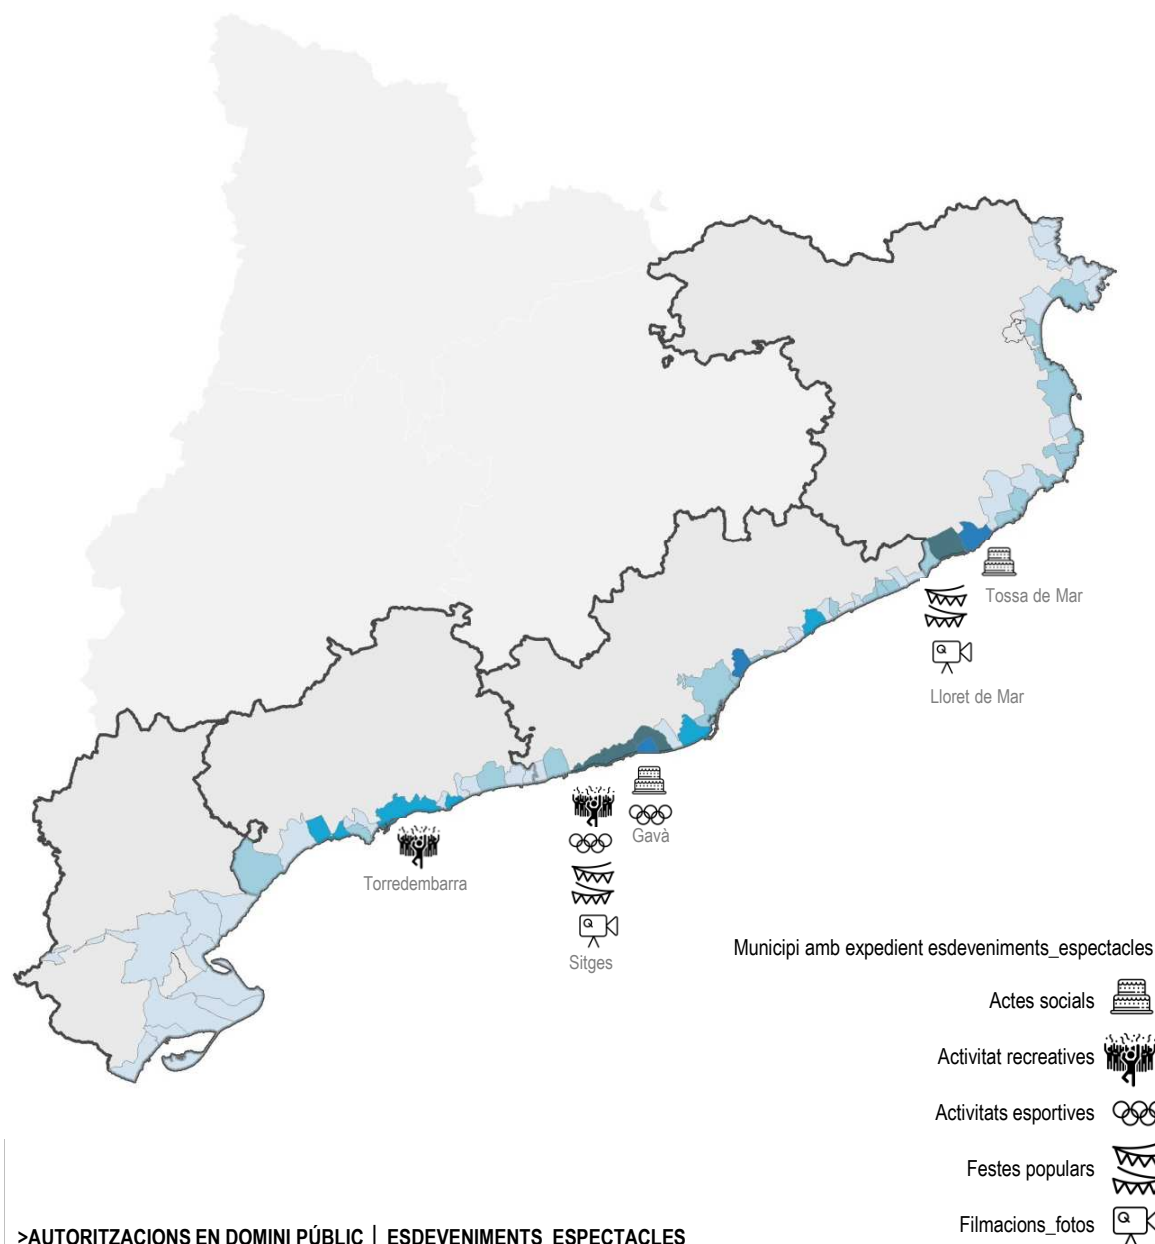 Tossa de Mar
Lloret de Mar
Gavà
Torredembarra
Sitges
Municipi amb expedient esdeveniments_espectacles
Actes socials
Activitat recreatives
Activitats esportives
Festes populars
Filmacions_fotos
>AUTORITZACIONS EN DOMINI PÚBLIC | ESDEVENIMENTS_ESPECTACLES